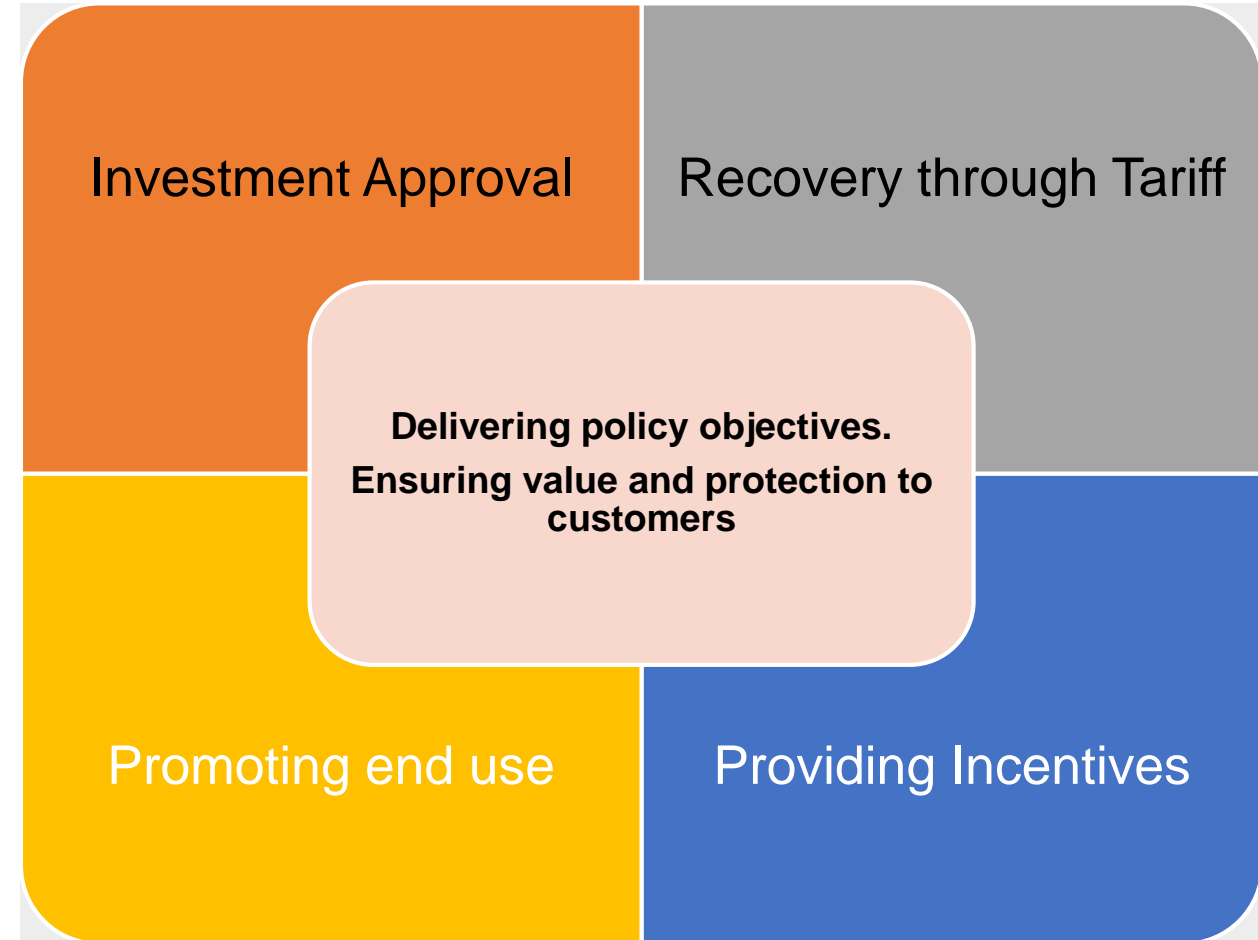 Investment Approval
Recovery through Tariff
Delivering policy objectives.
Ensuring value and protection to
customers
Promoting end use
Providing Incentives